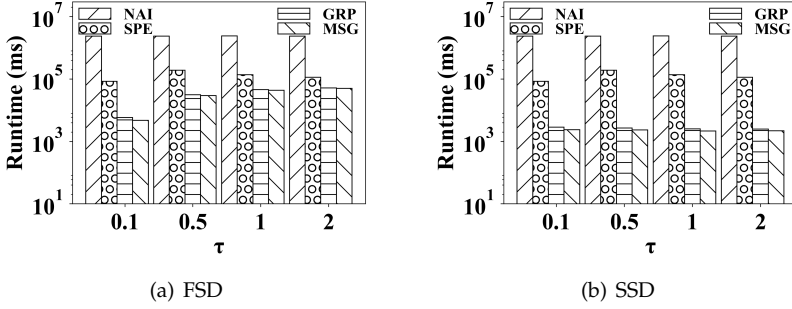 Runtime (ms)
10^7
10^5
10^3
10^1
NAI
SPE
GRP
MSG
0.1 0.5 1 2
τ
(a) FSD
Runtime (ms)
10^7
10^5
10^3
10^1
NAI
SPE
GRP
MSG
0.1 0.5 1 2
τ
(b) SSD